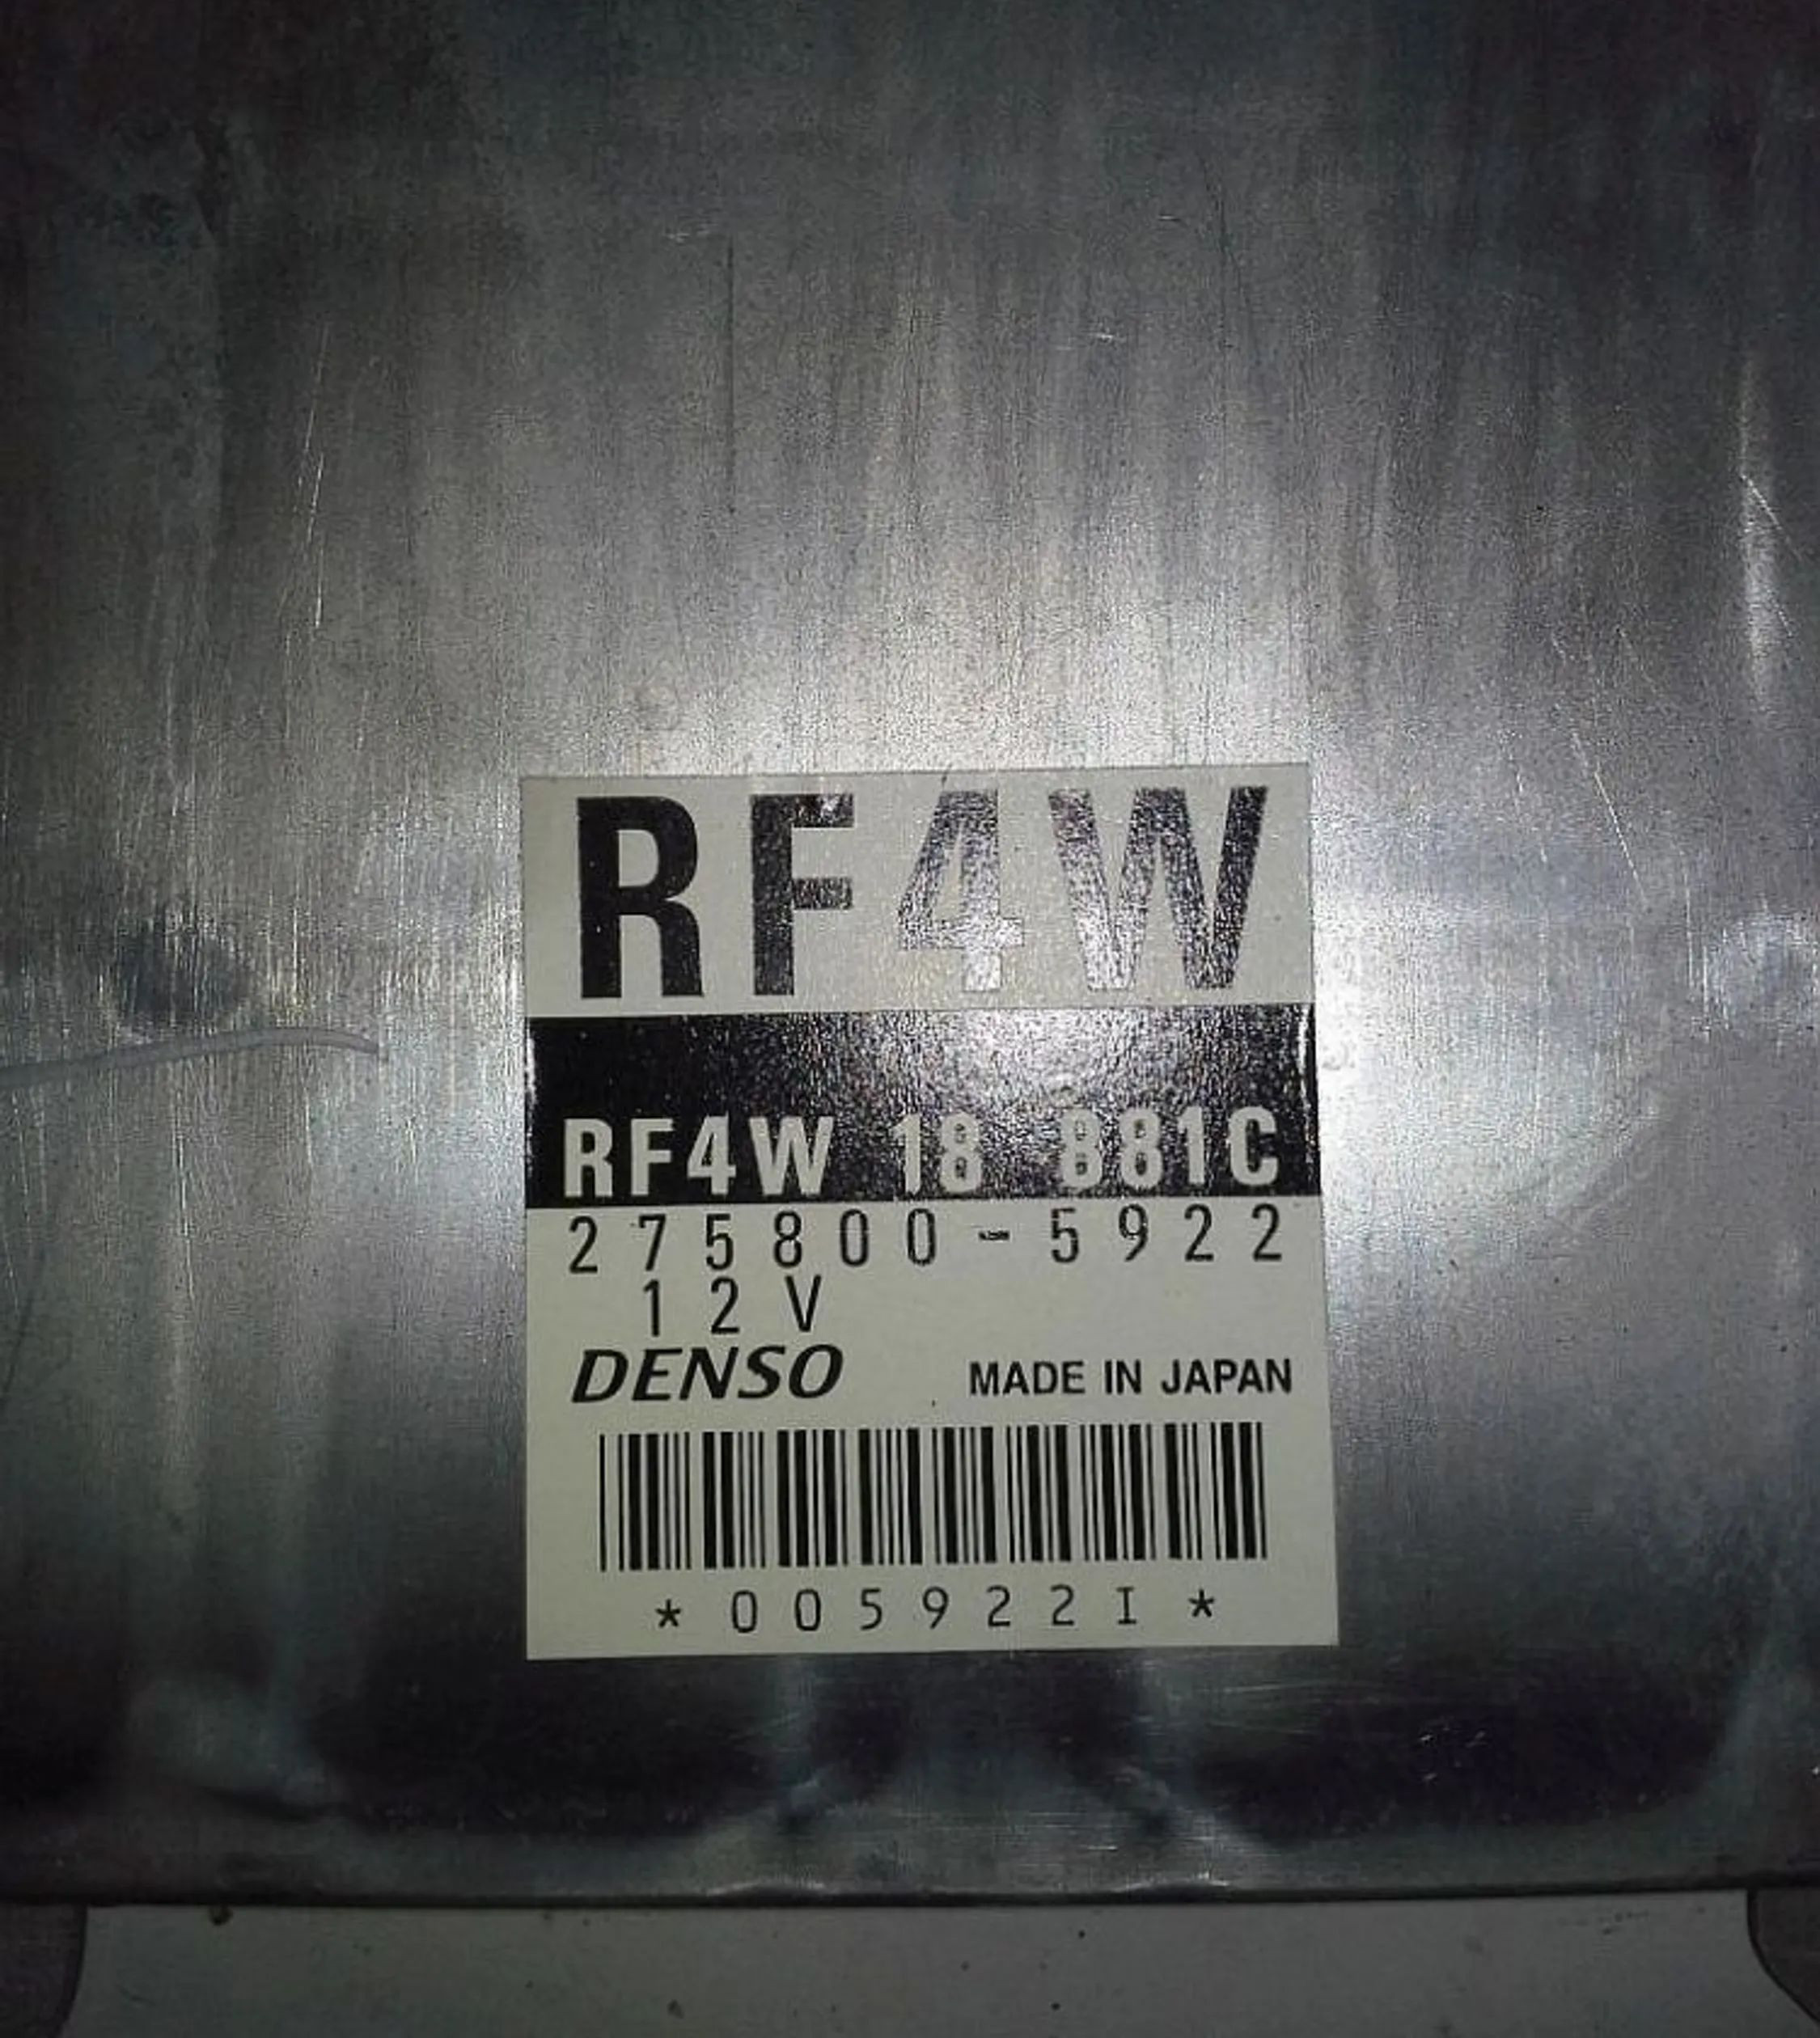 RF4W
RF4W 18 881C
275800-5922
12V
DENSO MADE IN JAPAN
*005922I*